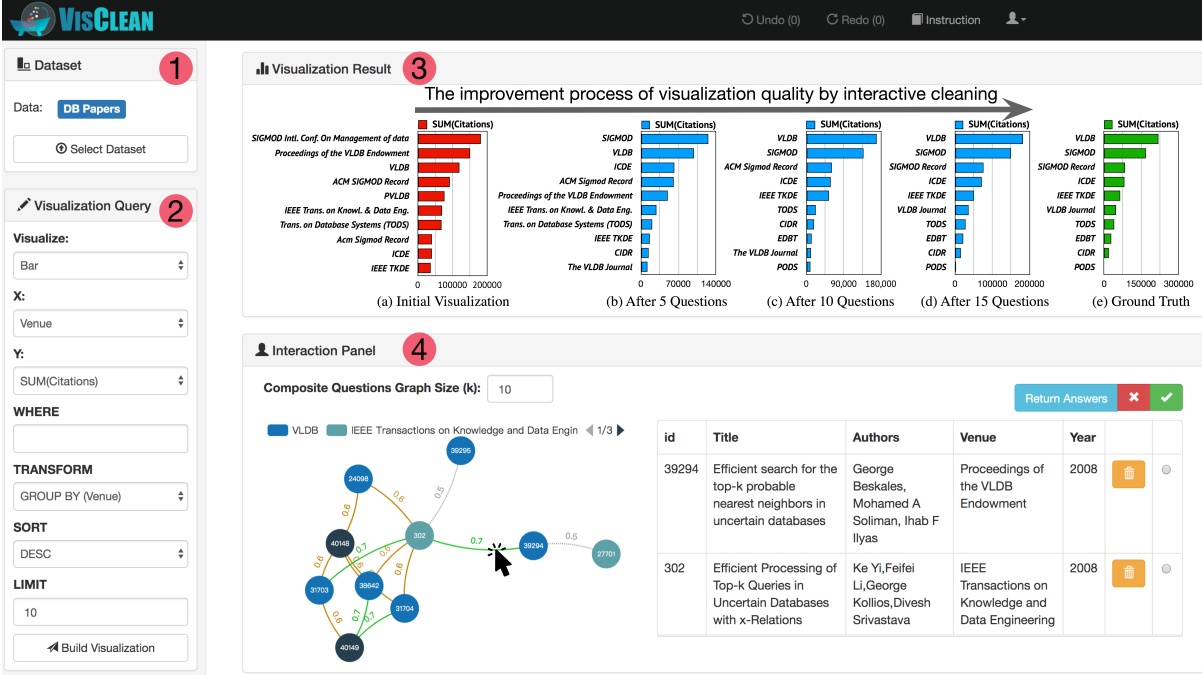 VISCLEAN
Undo (0) Redo (0) Instruction
Dataset 1
Data: DB Papers
Select Dataset
Visualization Query 2
Visualize:
Bar
X:
Venue
Y:
SUM(Citations)
WHERE
TRANSFORM
GROUP BY (Venue)
SORT
DESC
LIMIT
10
Build Visualization
Visualization Result 3
The improvement process of visualization quality by interactive cleaning
SUM(Citations)
SIGMOD Intl. Conf. On Management of data
Proceedings of the VLDB Endowment
VLDB
ACM SIGMOD Record
PVLDB
IEEE Trans. on Knowl. & Data Eng.
Trans. on Database Systems (TODS)
Acm Sigmod Record
ICDE
IEEE TKDE
0 100000 200000
(a) Initial Visualization
SUM(Citations)
SIGMOD
VLDB
ICDE
ACM Sigmod Record
Proceedings of the VLDB Endowment
IEEE Trans. on Knowl. & Data Eng.
Trans. on Database Systems (TODS)
IEEE TKDE
CIDR
The VLDB Journal
0 70000 140000
(b) After 5 Questions
SUM(Citations)
VLDB
SIGMOD
ACM Sigmod Record
ICDE
IEEE TKDE
TODS
CIDR
EDBT
The VLDB Journal
PODS
0 90,000 180,000
(c) After 10 Questions
SUM(Citations)
VLDB
SIGMOD
SIGMOD Record
ICDE
IEEE TKDE
VLDB Journal
TODS
EDBT
CIDR
PODS
0 100000 200000
(d) After 15 Questions
SUM(Citations)
VLDB
SIGMOD
SIGMOD Record
ICDE
IEEE TKDE
VLDB Journal
TODS
EDBT
CIDR
PODS
0 150000 300000
(e) Ground Truth
Interaction Panel 4
Composite Questions Graph Size (k): 10
Return Answers
VLDB IEEE Transactions on Knowledge and Data Engin 1/3
39295
24098
0.5
0.6
0.6
302
40148
0.7
0.6
0.7
39294
0.5
27701
0.6
0.6
0.6
31703
38642
31704
0.6
0.7
0.7
40149
id Title Authors Venue Year
39294 Efficient search for the George Proceedings of 2008
top-k probable Beskales, the VLDB
nearest neighbors in Mohamed A Endowment
uncertain databases Soliman, Ihab F
Ilyas
302 Efficient Processing of Ke Yi,Feifei IEEE 2008
Top-k Queries in Li,George Transactions on
Uncertain Databases Kollios,Divesh Knowledge and
with x-Relations Srivastava Data Engineering